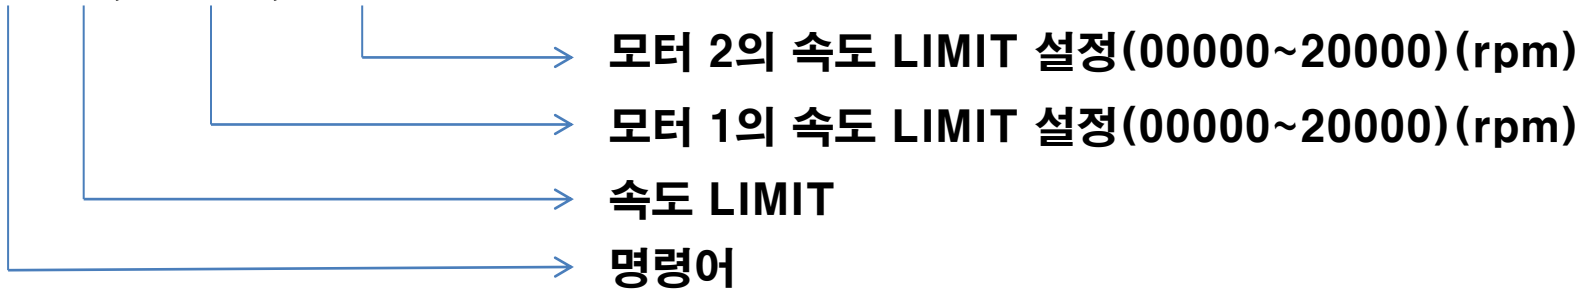 모터 2의 속도 LIMIT 설정(00000~20000)(rpm)
모터 1의 속도 LIMIT 설정(00000~20000)(rpm)
속도 LIMIT
명령어